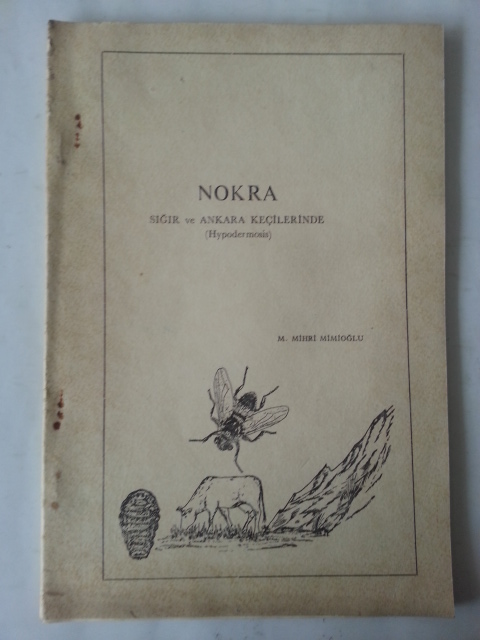 NOKRA
SIĞIR ve ANKARA KEÇİLERİNDE
(Hypodermosis)
M. MİHRİ MİMİOĞLU